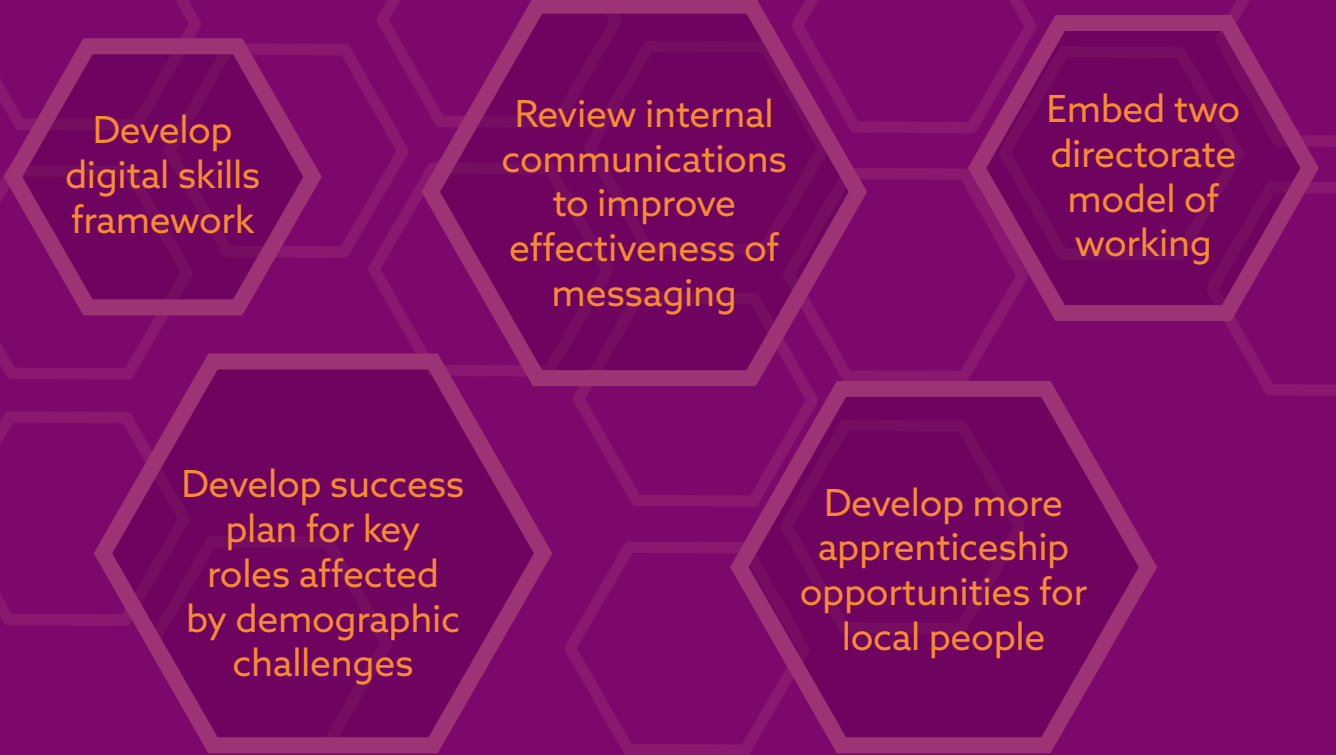 Develop
digital skills
framework
Review internal
communications
to improve
effectiveness of
messaging
Embed two
directorate
model of
working
Develop success
plan for key
roles affected
by demographic
challenges
Develop more
apprenticeship
opportunities for
local people